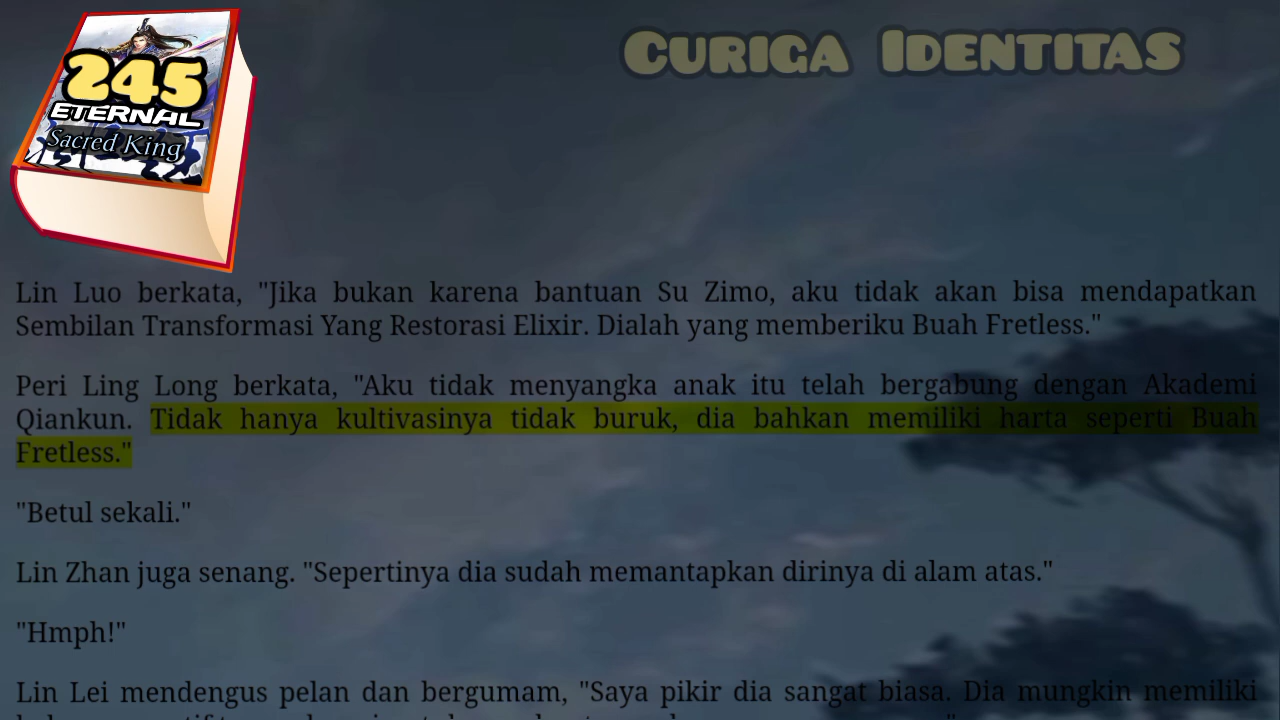 CURIGA IDENTITAS
245
ETERNAL
Sacred King
Lin Luo berkata, "Jika bukan karena bantuan Su Zimo, aku tidak akan bisa mendapatkan
Sembilan Transformasi Yang Restorasi Elixir. Dialah yang memberiku Buah Fretless."
Peri Ling Long berkata, "Aku tidak menyangka anak itu telah bergabung dengan Akademi
Qiankun. Tidak hanya kultivasinya tidak buruk, dia bahkan memiliki harta seperti Buah
Fretless."
"Betul sekali."
Lin Zhan juga senang. "Sepertinya dia sudah memantapkan dirinya di alam atas."
"Hmph!"
Lin Lei mendengus pelan dan bergumam, "Saya pikir dia sangat biasa. Dia mungkin memiliki